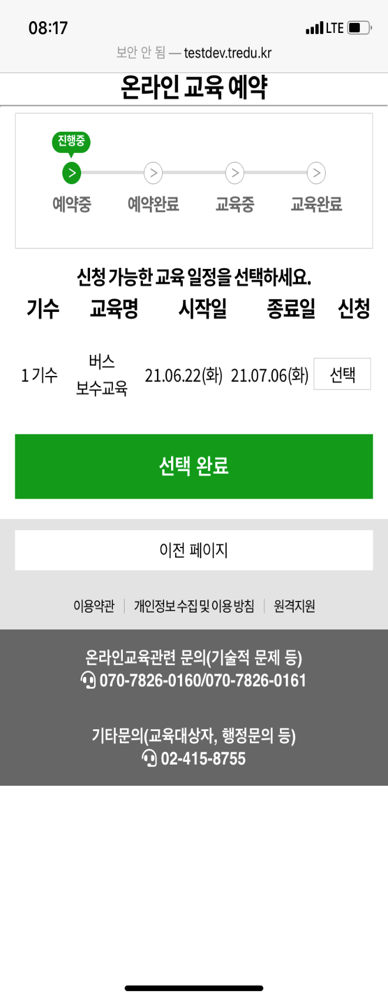 08:17 LTE
보안 안 됨 — testdev.tredu.kr
온라인 교육 예약
진행중
> > > >
예약중 예약완료 교육중 교육완료
신청 가능한 교육 일정을 선택하세요.
기수 교육명 시작일 종료일 신청
1 기수 버스 21.06.22(화) 21.07.06(화) 선택
보수교육
선택 완료
이전 페이지
이용약관 | 개인정보 수집 및 이용 방침 | 원격지원
온라인교육관련 문의(기술적 문제 등)
070-7826-0160/070-7826-0161
기타문의(교육대상자, 행정문의 등)
02-415-8755